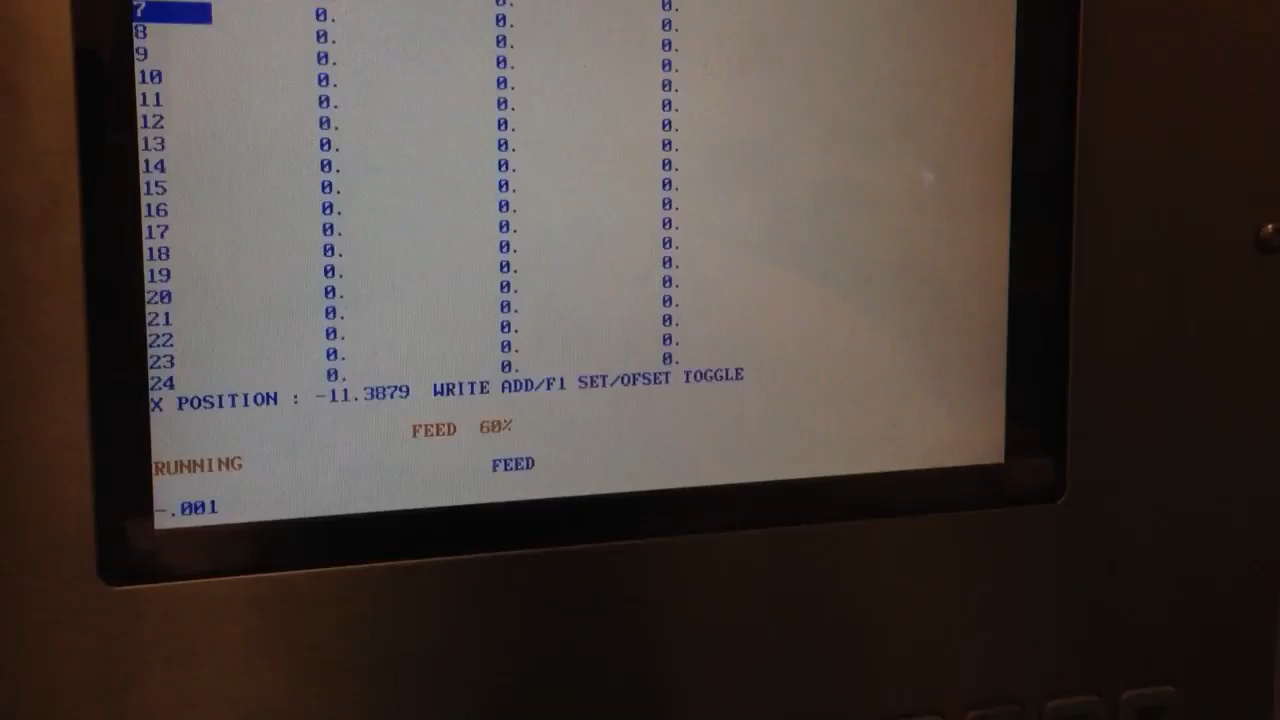 7 0. 0. 0.
8 0. 0. 0.
9 0. 0. 0.
10 0. 0. 0.
11 0. 0. 0.
12 0. 0. 0.
13 0. 0. 0.
14 0. 0. 0.
15 0. 0. 0.
16 0. 0. 0.
17 0. 0. 0.
18 0. 0. 0.
19 0. 0. 0.
20 0. 0. 0.
21 0. 0. 0.
22 0. 0. 0.
23 0. 0. 0.
24 0. 0. 0.
X POSITION : -11.3879 WRITE ADD/F1 SET/OFSET TOGGLE
FEED 60%
RUNNING FEED
-.001